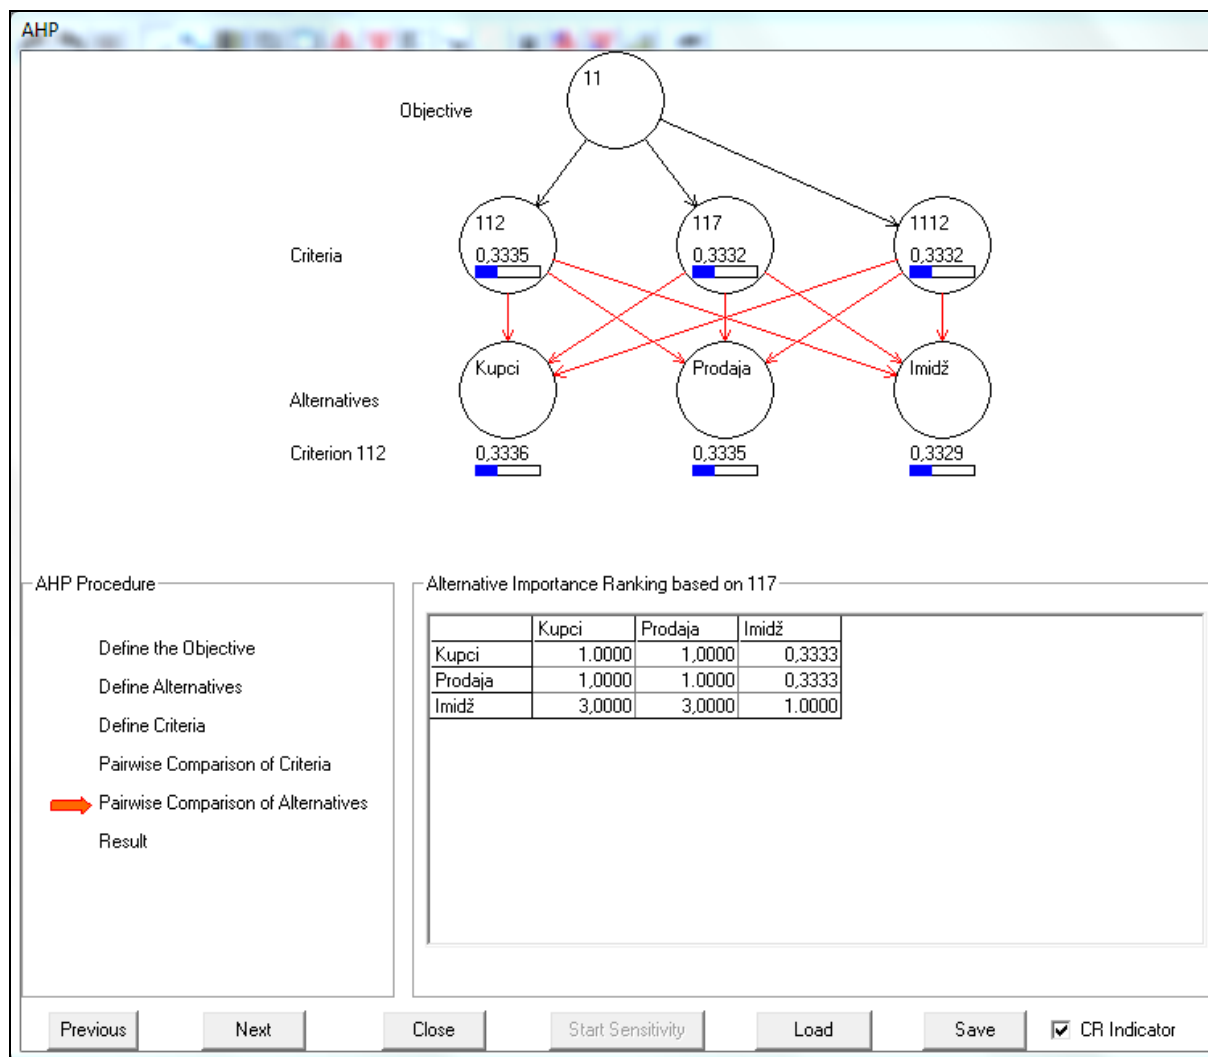 AHP
11
Objective
112 117 1112
Criteria 0,3335 0,3332 0,3332
Kupci Prodaja Imidž
Alternatives
Criterion 112 0,3336 0,3335 0,3329
AHP Procedure
Define the Objective
Define Alternatives
Define Criteria
Pairwise Comparison of Criteria
Pairwise Comparison of Alternatives
Result
Alternative Importance Ranking based on 117
Kupci Prodaja Imidž
Kupci 1.0000 1,0000 0,3333
Prodaja 1,0000 1.0000 0,3333
Imidž 3,0000 3,0000 1.0000
Previous Next Close Start Sensitivity Load Save CR Indicator